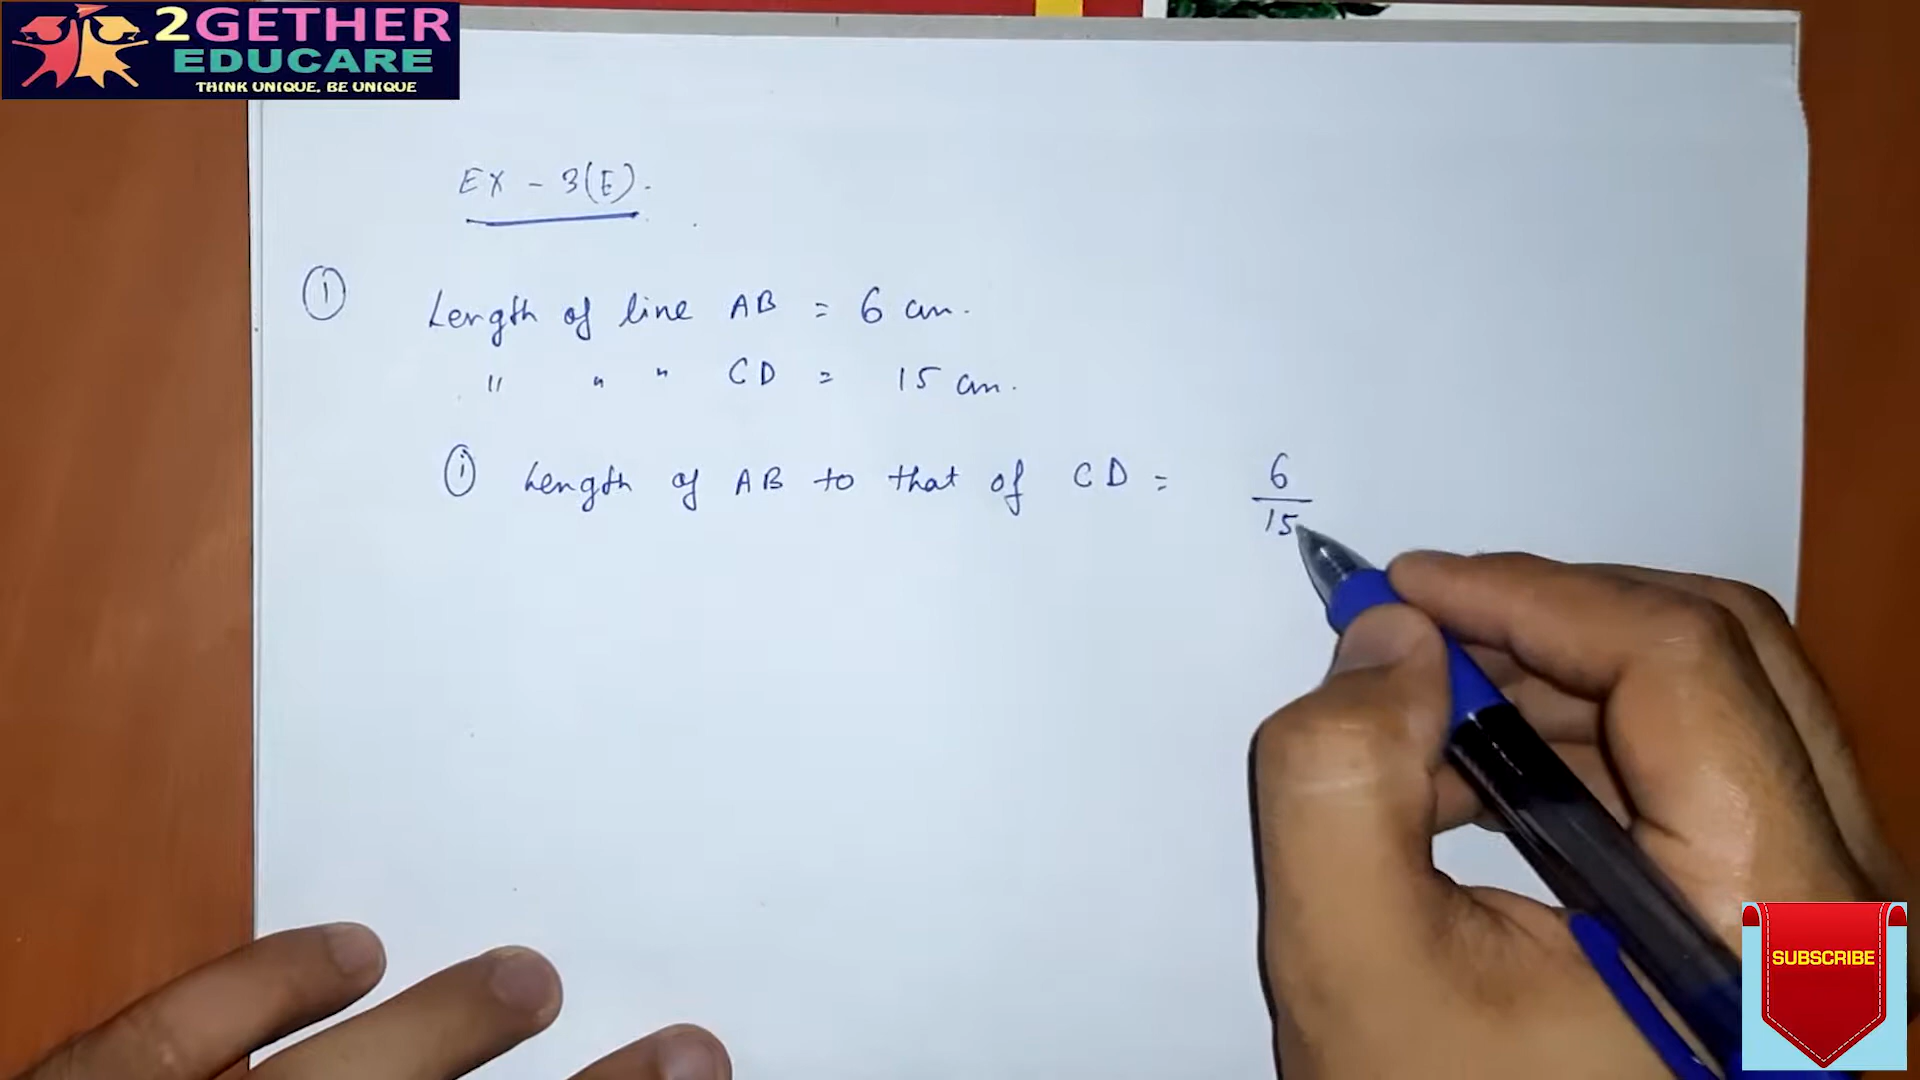 2GETHER
EDUCARE
THINK UNIQUE, BE UNIQUE
EX - 3(E).
① Length of line AB = 6 cm.
" " " CD = 15 cm.
① Length of AB to that of CD = 6/15
SUBSCRIBE